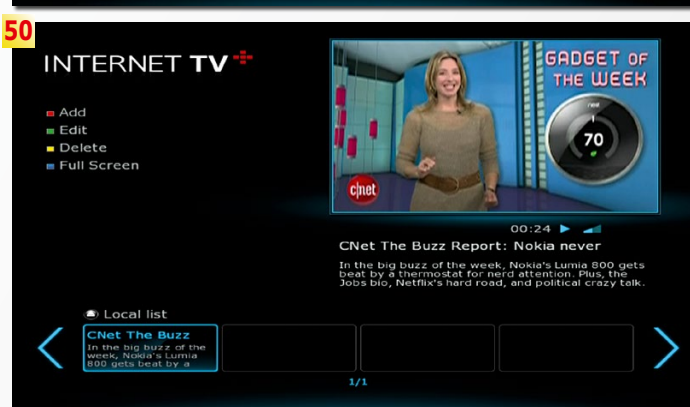 50
INTERNET TV
Add
Edit
Delete
Full Screen
GADGET OF
THE WEEK
nest
70
c|net
00:24
CNet The Buzz Report: Nokia never
In the big buzz of the week, Nokia's Lumia 800 gets
beat by a thermostat for nerd attention. Plus, the
Jobs bio, Netflix's hard road, and political crazy talk.
Local list
CNet The Buzz
In the big buzz of the
week, Nokia's Lumia
800 gets beat by a
1/1